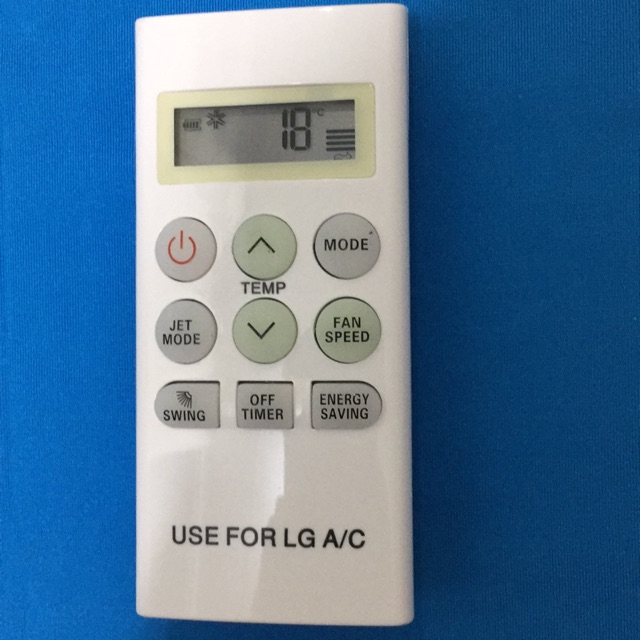 18°C
MODE
TEMP
JET
MODE
FAN
SPEED
SWING
OFF
TIMER
ENERGY
SAVING
USE FOR LG A/C